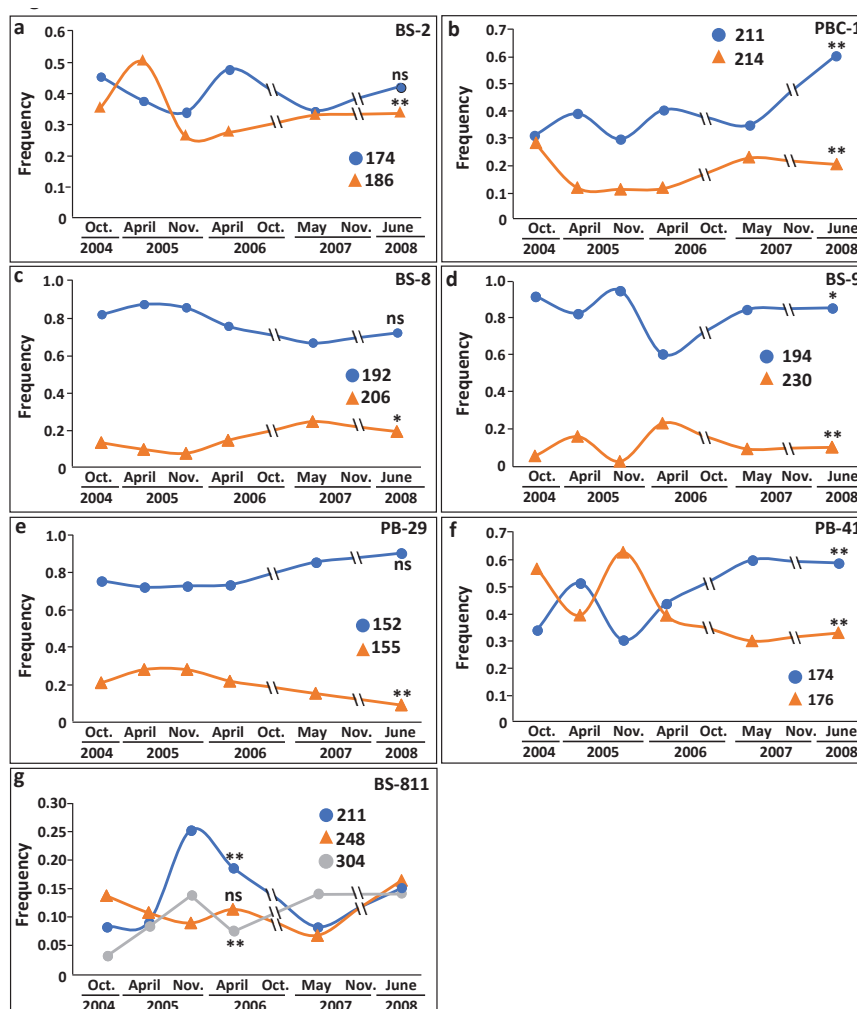 a BS-2
0.6
0.5
0.4
0.3
0.2
0.1
0
Frequency
ns
**
174
186
Oct. April Nov. April Oct. May Nov. June
2004 2005 2006 2007 2008
b PBC-1
0.7
0.6
0.5
0.4
0.3
0.2
0.1
Frequency
211
214
**
**
Oct. April Nov. April Oct. May Nov. June
2004 2005 2006 2007 2008
c BS-8
1.0
0.8
0.6
0.4
0.2
0
Frequency
ns
192
206
*
Oct. April Nov. April Oct. May Nov. June
2004 2005 2006 2007 2008
d BS-9
1.0
0.8
0.6
0.4
0.2
0
Frequency
*
194
230
**
Oct. April Nov. April Oct. May Nov. June
2004 2005 2006 2007 2008
e PB-29
1.0
0.8
0.6
0.4
0.2
0
Frequency
ns
152
155
**
Oct. April Nov. April Oct. May Nov. June
2004 2005 2006 2007 2008
f PB-41
0.7
0.6
0.5
0.4
0.3
0.2
0.1
0
Frequency
**
**
174
176
Oct. April Nov. April Oct. May Nov. June
2004 2005 2006 2007 2008
g BS-811
0.30
0.25
0.20
0.15
0.10
0.05
0
Frequency
211
248
304
**
ns
**
Oct. April Nov. April Oct. May Nov. June
2004 2005 2006 2007 2008